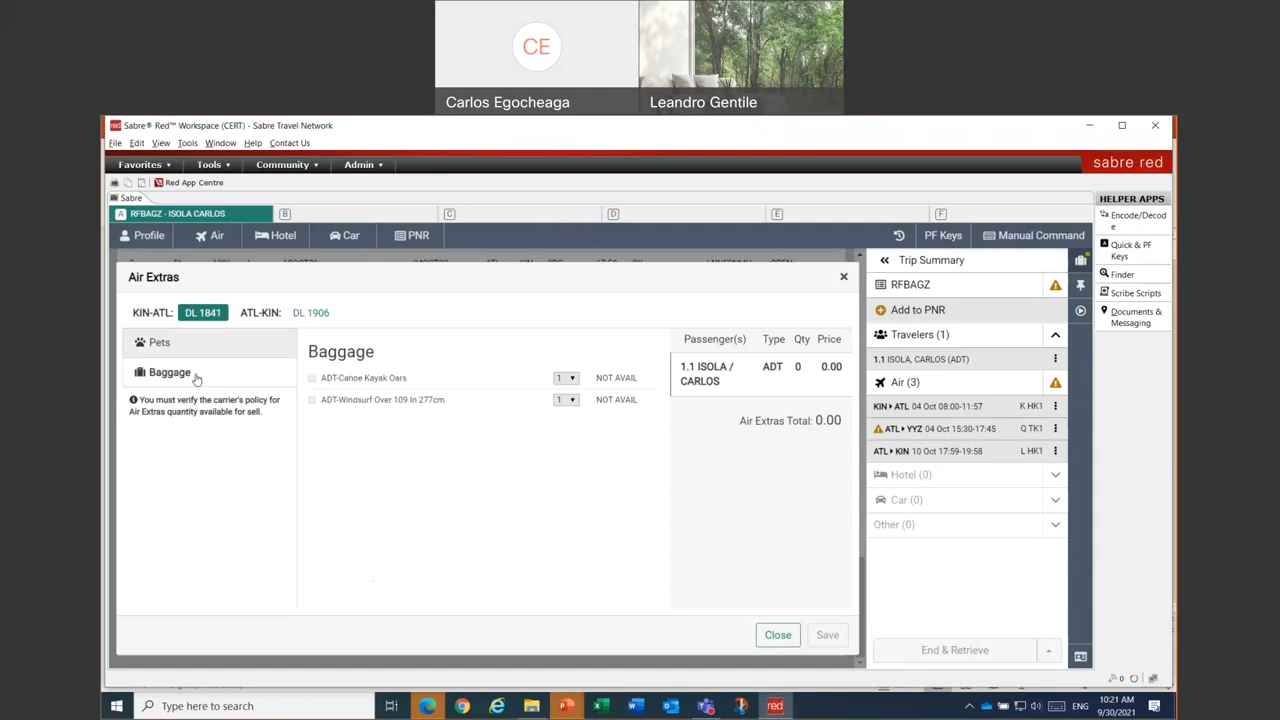 CE
Carlos Egocheaga
Leandro Gentile
red Sabre® Red™ Workspace (CERT) - Sabre Travel Network
File Edit View Tools Window Help Contact Us
Favorites Tools Community Admin
sabre red
Red App Centre
Sabre
HELPER APPS
A RFBAGZ - ISOLA CARLOS B C D E F
Encode/Decod
e
Profile Air Hotel Car PNR PF Keys Manual Command
Quick & PF
Keys
Finder
Scribe Scripts
Documents &
Messaging
Air Extras
KIN-ATL: DL 1841 ATL-KIN: DL 1906
Pets
Baggage
You must verify the carrier's policy for
Air Extras quantity available for sell.
Baggage
ADT-Canoe Kayak Oars 1 NOT AVAIL
ADT-Windsurf Over 109 In 277cm 1 NOT AVAIL
Passenger(s) Type Qty Price
1.1 ISOLA / ADT 0 0.00
CARLOS
Air Extras Total: 0.00
Close Save
Trip Summary
RFBAGZ
Add to PNR
Travelers (1)
1.1 ISOLA, CARLOS (ADT)
Air (3)
KIN ATL 04 Oct 08:00-11:57 K HK1
ATL YYZ 04 Oct 15:30-17:45 Q TK1
ATL KIN 10 Oct 17:59-19:58 L HK1
Hotel (0)
Car (0)
Other (0)
End & Retrieve
0
Type here to search
red
ENG
10:21 AM
9/30/2021